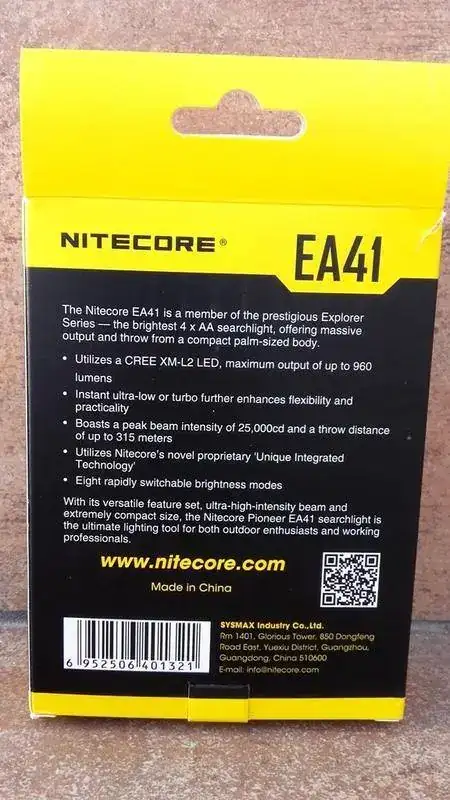 NITECORE®
EA41
The Nitecore EA41 is a member of the prestigious Explorer
Series — the brightest 4 x AA searchlight, offering massive
output and throw from a compact palm-sized body.
• Utilizes a CREE XM-L2 LED, maximum output of up to 960
lumens
• Instant ultra-low or turbo further enhances flexibility and
practicality
• Boasts a peak beam intensity of 25,000cd and a throw distance
of up to 315 meters
• Utilizes Nitecore's novel proprietary 'Unique Integrated
Technology'
• Eight rapidly switchable brightness modes
With its versatile feature set, ultra-high-intensity beam and
extremely compact size, the Nitecore Pioneer EA41 searchlight is
the ultimate lighting tool for both outdoor enthusiasts and working
professionals.
www.nitecore.com
Made in China
SYSMAX Industry Co.,Ltd.
Rm 1401, Glorious Tower, 850 Dongfeng
Road East, Yuexiu District, Guangzhou,
Guangdong, China 510600
E-mail: info@nitecore.com
6 952506 401321